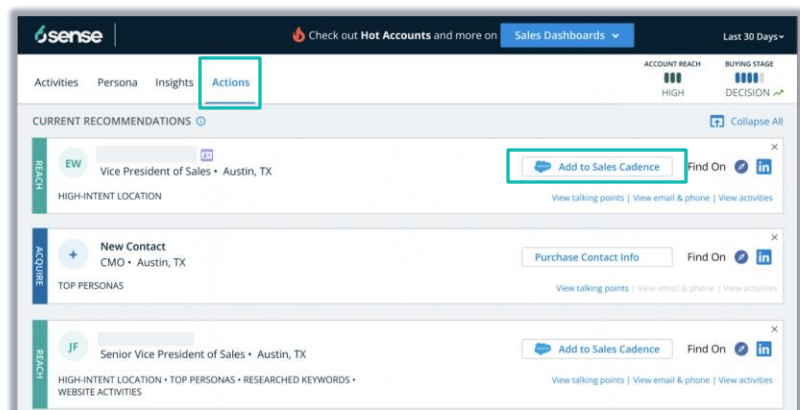 6sense
Check out Hot Accounts and more on Sales Dashboards Last 30 Days
Activities Persona Insights Actions
ACCOUNT REACH BUYING STAGE
HIGH DECISION
CURRENT RECOMMENDATIONS Collapse All
REACH
EW
Vice President of Sales • Austin, TX
HIGH-INTENT LOCATION
Add to Sales Cadence Find On in
View talking points | View email & phone | View activities
ACQUIRE
+ New Contact
CMO • Austin, TX
TOP PERSONAS
Purchase Contact Info Find On in
View talking points | View email & phone | View activities
REACH
JF
Senior Vice President of Sales • Austin, TX
HIGH-INTENT LOCATION • TOP PERSONAS • RESEARCHED KEYWORDS •
WEBSITE ACTIVITIES
Add to Sales Cadence Find On in
View talking points | View email & phone | View activities